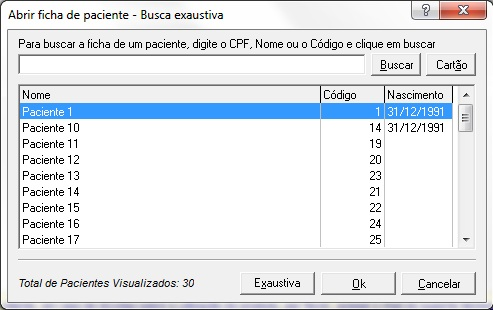 Abrir ficha de paciente - Busca exaustiva
Para buscar a ficha de um paciente, digite o CPF, Nome ou o Código e clique em buscar
Buscar Cartão
Nome Código Nascimento
Paciente 1 1 31/12/1991
Paciente 10 14 31/12/1991
Paciente 11 19
Paciente 12 20
Paciente 13 23
Paciente 14 21
Paciente 15 22
Paciente 16 24
Paciente 17 25
Total de Pacientes Visualizados: 30 Exaustiva Ok Cancelar